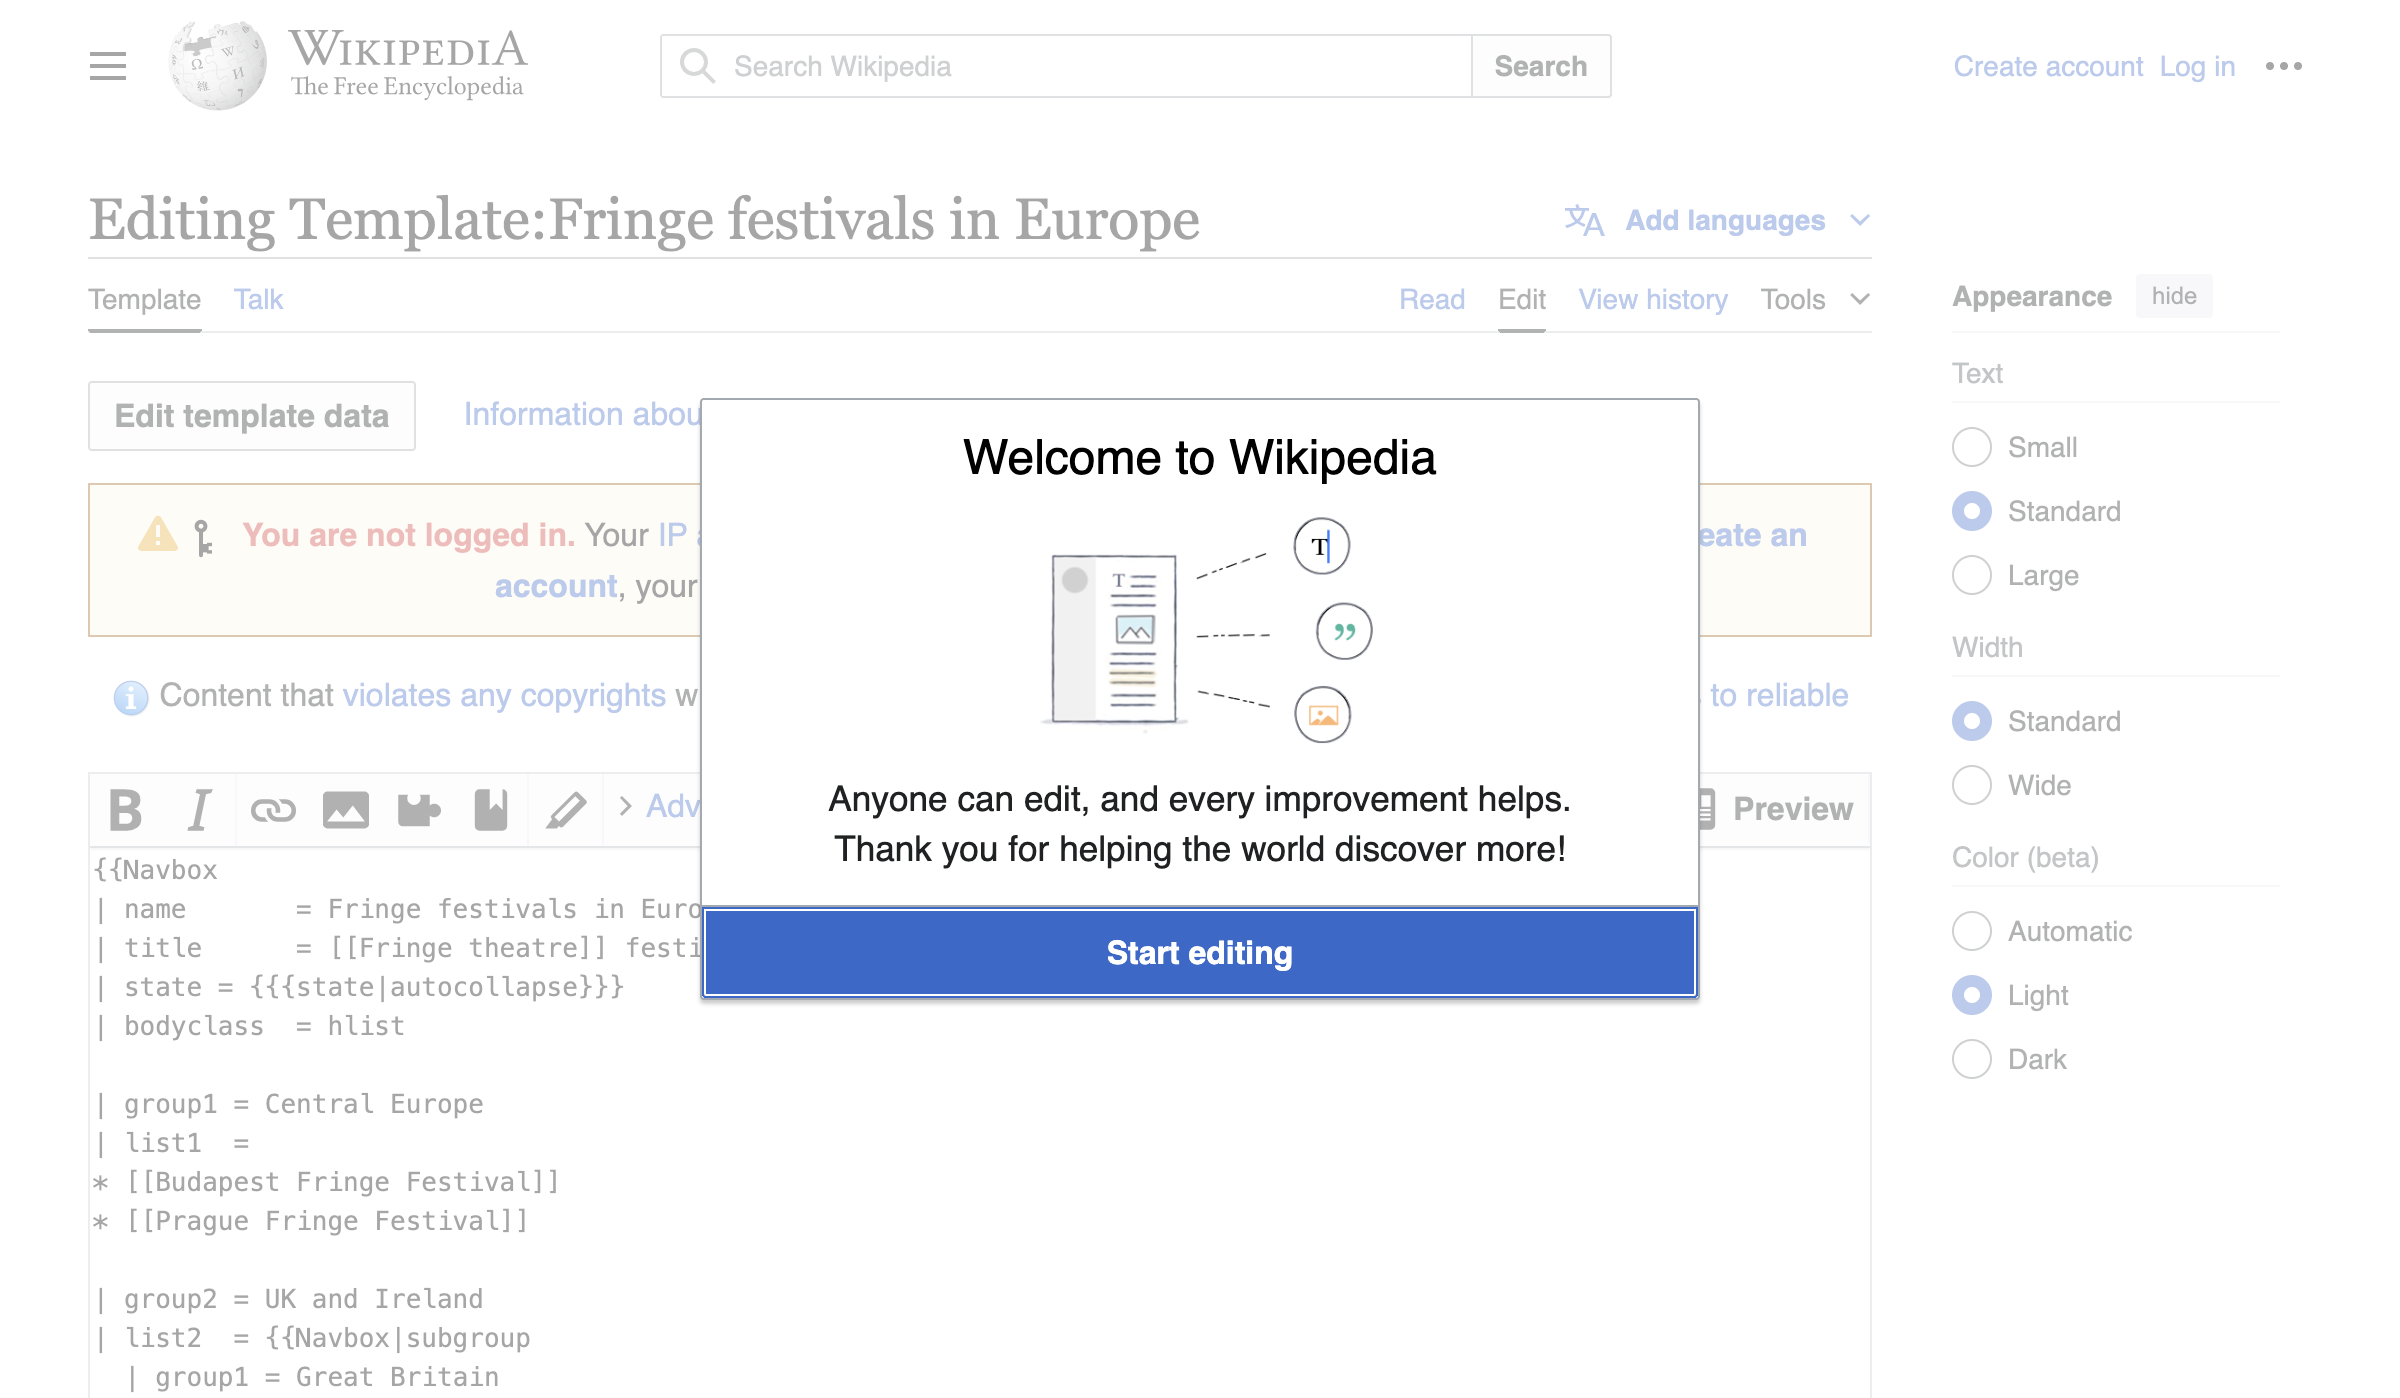 WIKIPEDIA
The Free Encyclopedia
Search Wikipedia
Search
Create account Log in
Editing Template:Fringe festivals in Europe
Add languages
Template Talk
Read Edit View history Tools
Appearance hide
Text
Small
Standard
Large
Width
Standard
Wide
Color (beta)
Automatic
Light
Dark
Edit template data
Information abou
You are not logged in. Your IP
eate an
account, your
Content that violates any copyrights w
to reliable
B I
Adv
Preview
Welcome to Wikipedia
T
T
Anyone can edit, and every improvement helps.
Thank you for helping the world discover more!
Start editing
{{Navbox
| name       = Fringe festivals in Euro
| title      = [[Fringe theatre]] festi
| state = {{{state|autocollapse}}}
| bodyclass  = hlist
| group1 = Central Europe
| list1  =
* [[Budapest Fringe Festival]]
* [[Prague Fringe Festival]]
| group2 = UK and Ireland
| list2  = {{Navbox|subgroup
  | group1 = Great Britain